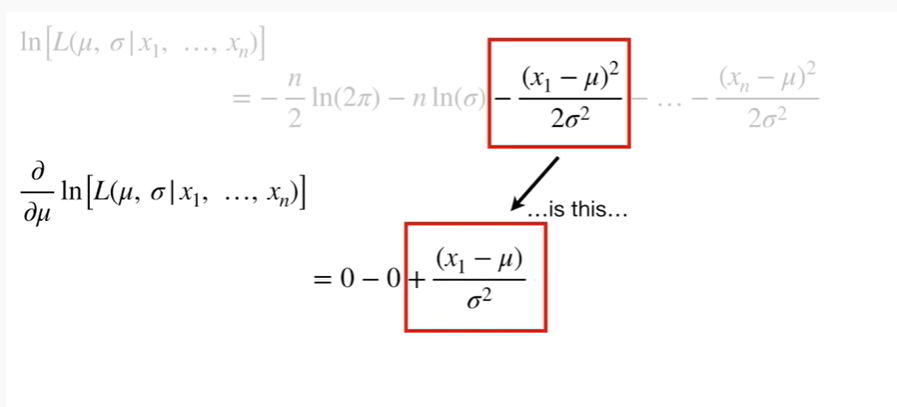 ln[L(μ, σ|x₁, …, xₙ)]
= − n/2 ln(2π) − n ln(σ) − (x₁ − μ)²/2σ² − … − (xₙ − μ)²/2σ²
∂/∂μ ln[L(μ, σ|x₁, …, xₙ)]
…is this…
= 0 − 0 + (x₁ − μ)/σ²